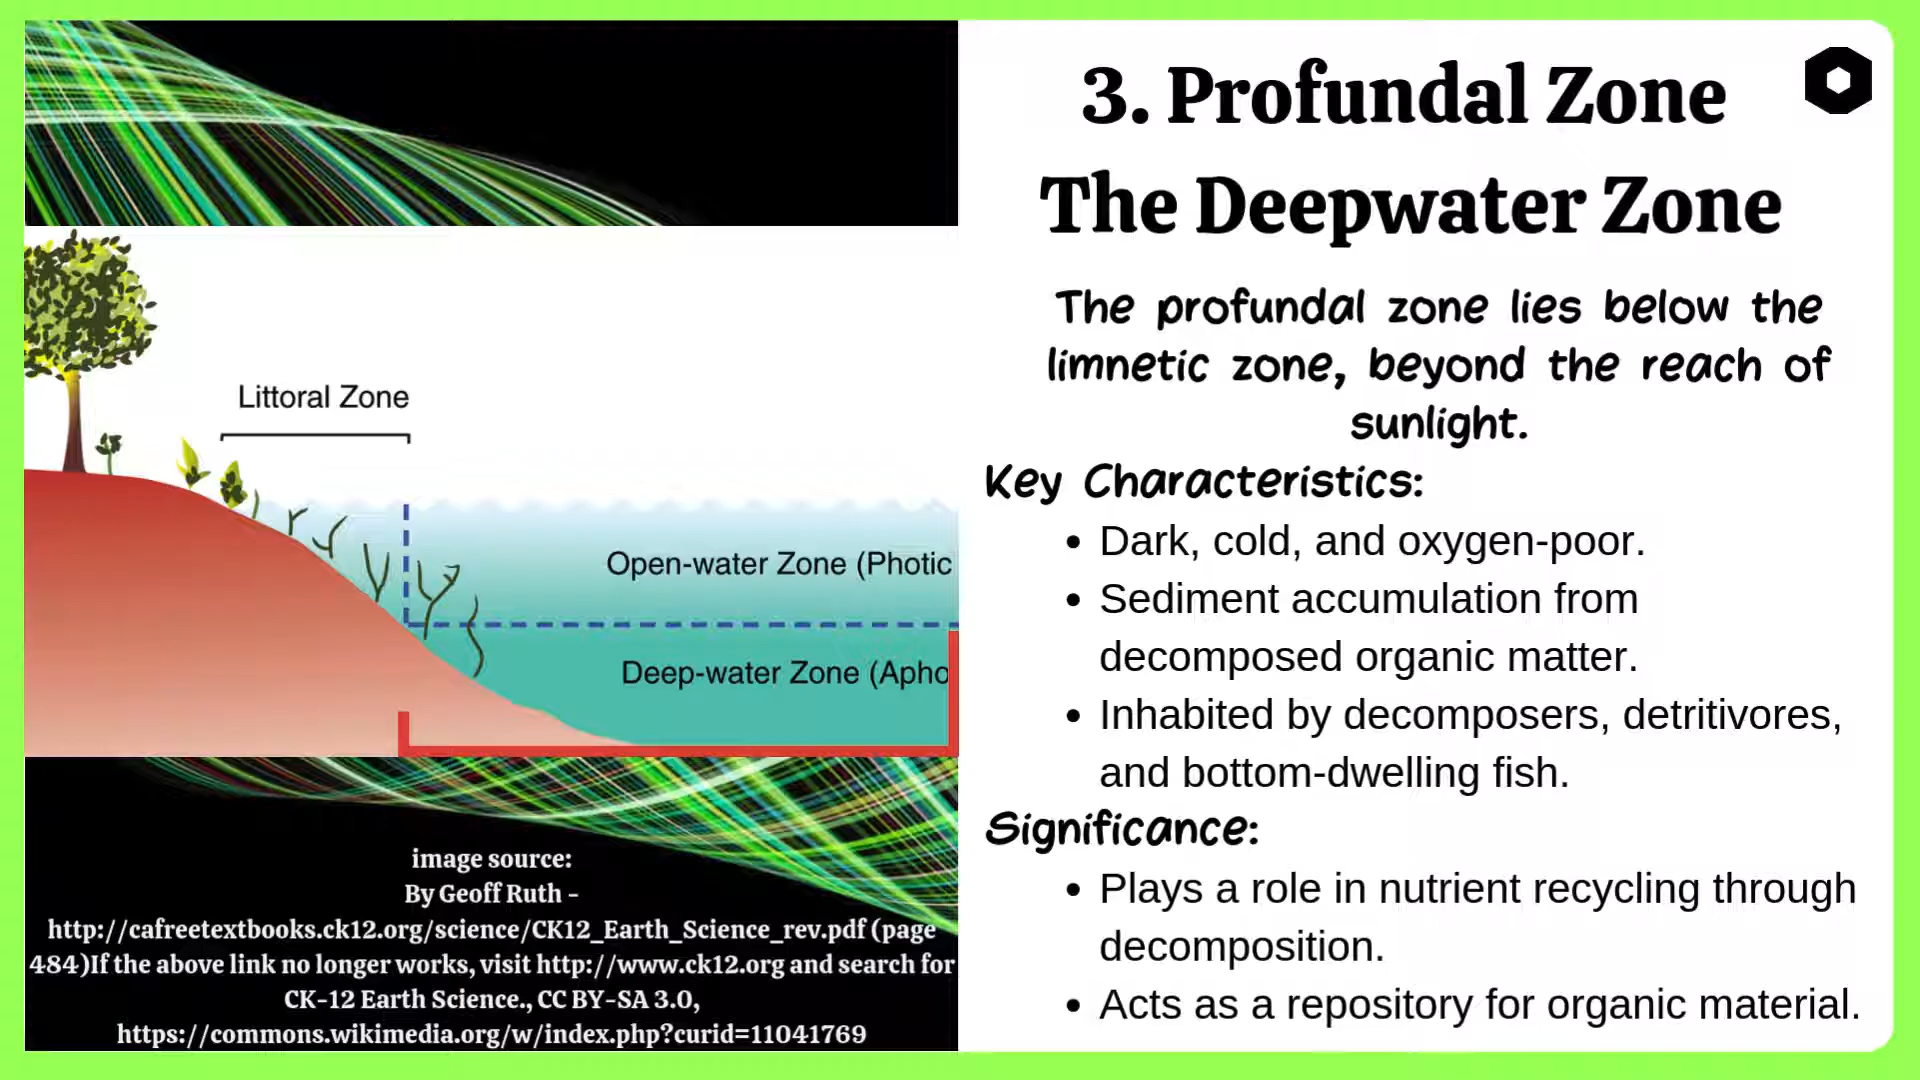 Littoral Zone
Open-water Zone (Photic
Deep-water Zone (Apho
image source:
By Geoff Ruth -
http://cafreetextbooks.ck12.org/science/CK12_Earth_Science_rev.pdf (page
484)If the above link no longer works, visit http://www.ck12.org and search for
CK-12 Earth Science., CC BY-SA 3.0,
https://commons.wikimedia.org/w/index.php?curid=11041769
3. Profundal Zone
The Deepwater Zone
The profundal zone lies below the
limnetic zone, beyond the reach of
sunlight.
Key Characteristics:
• Dark, cold, and oxygen-poor.
• Sediment accumulation from
decomposed organic matter.
• Inhabited by decomposers, detritivores,
and bottom-dwelling fish.
Significance:
• Plays a role in nutrient recycling through
decomposition.
• Acts as a repository for organic material.